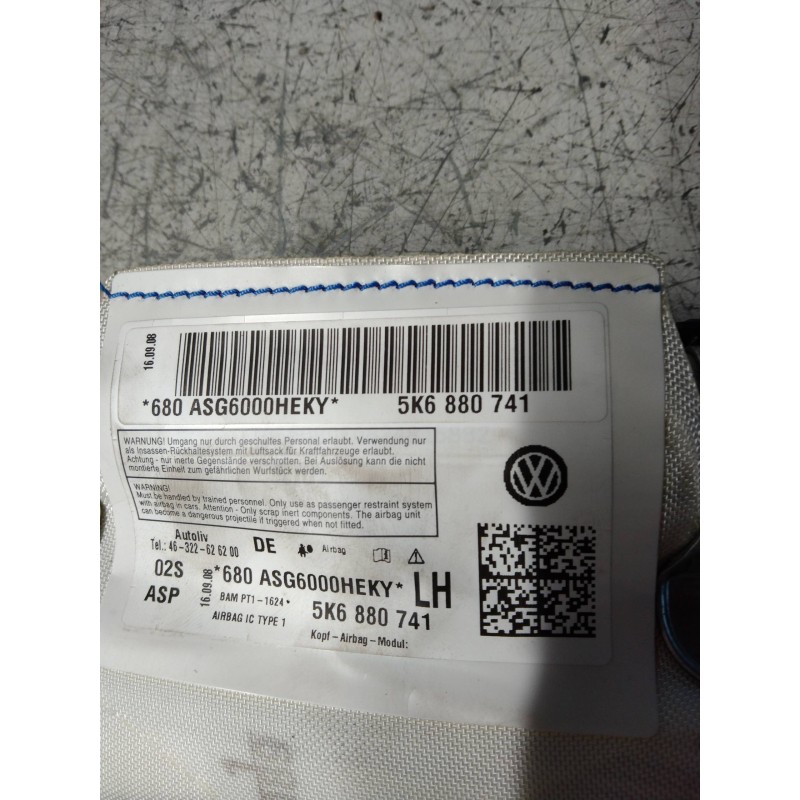 16.09.08
*680 ASG6000HEKY* 5K6 880 741
WARNUNG! Umgang nur durch geschultes Personal erlaubt. Verwendung nur
als Insassen-Rückhaltesystem mit Luftsack für Kraftfahrzeuge erlaubt.
Achtung - nur inerte Gegenstände verschrotten. Bei Auslösung kann die nicht
montierte Einheit zum gefährlichen Wurfstück werden.
WARNING!
Must be handled by trained personnel. Only use as passenger restraint system
with airbag in cars. Attention - Only scrap inert components. The airbag unit
can become a dangerous projectile if triggered when not fitted.
Autoliv
Tel.: 46-322-62 62 00
DE
Airbag
02S
ASP
16.09.08
*680 ASG6000HEKY* LH
BAM PT1-1624* 5K6 880 741
AIRBAG IC TYPE 1
Kopf-Airbag-Modul: